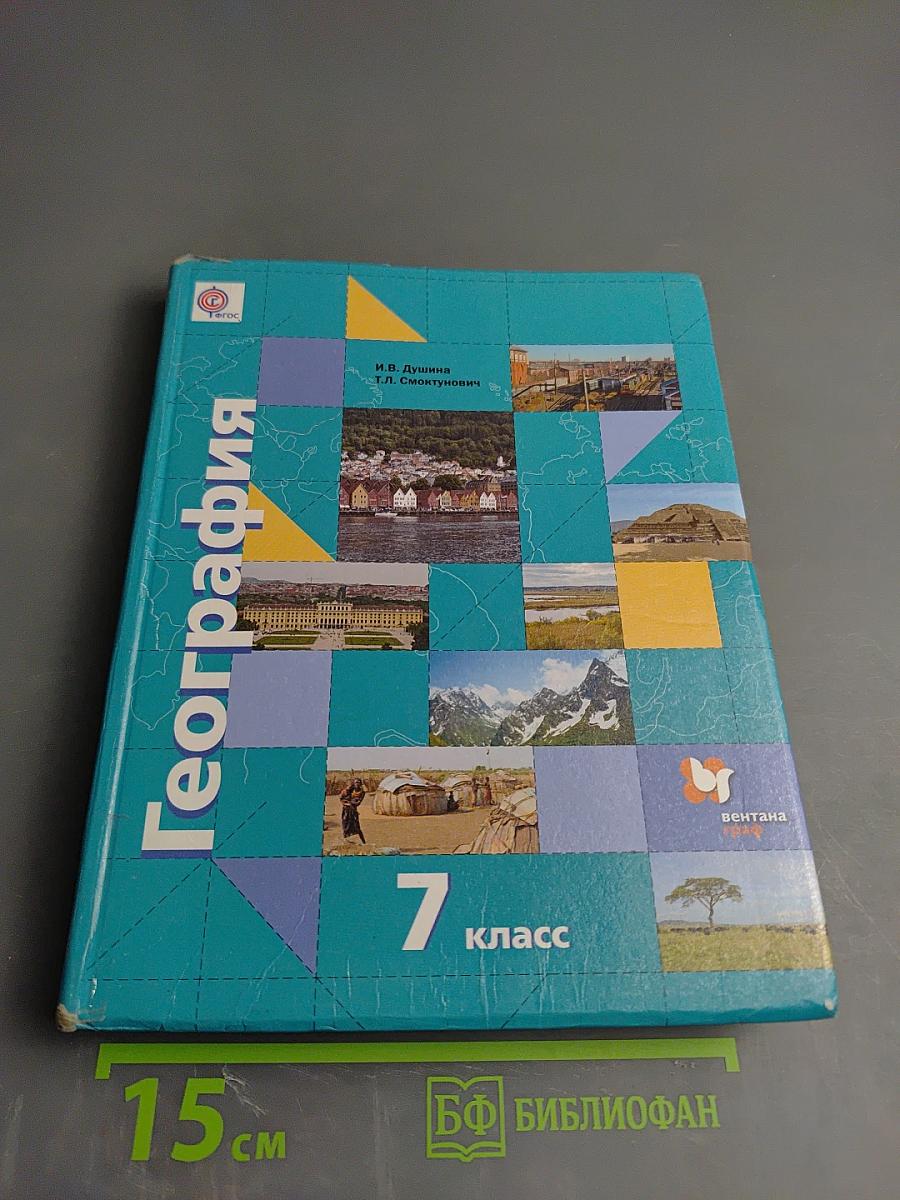 ФГОС
И.В. Душина
Т.Л. Смоктунович
География
вентана
граф
7 класс
15 см
БФ БИБЛИОФАН